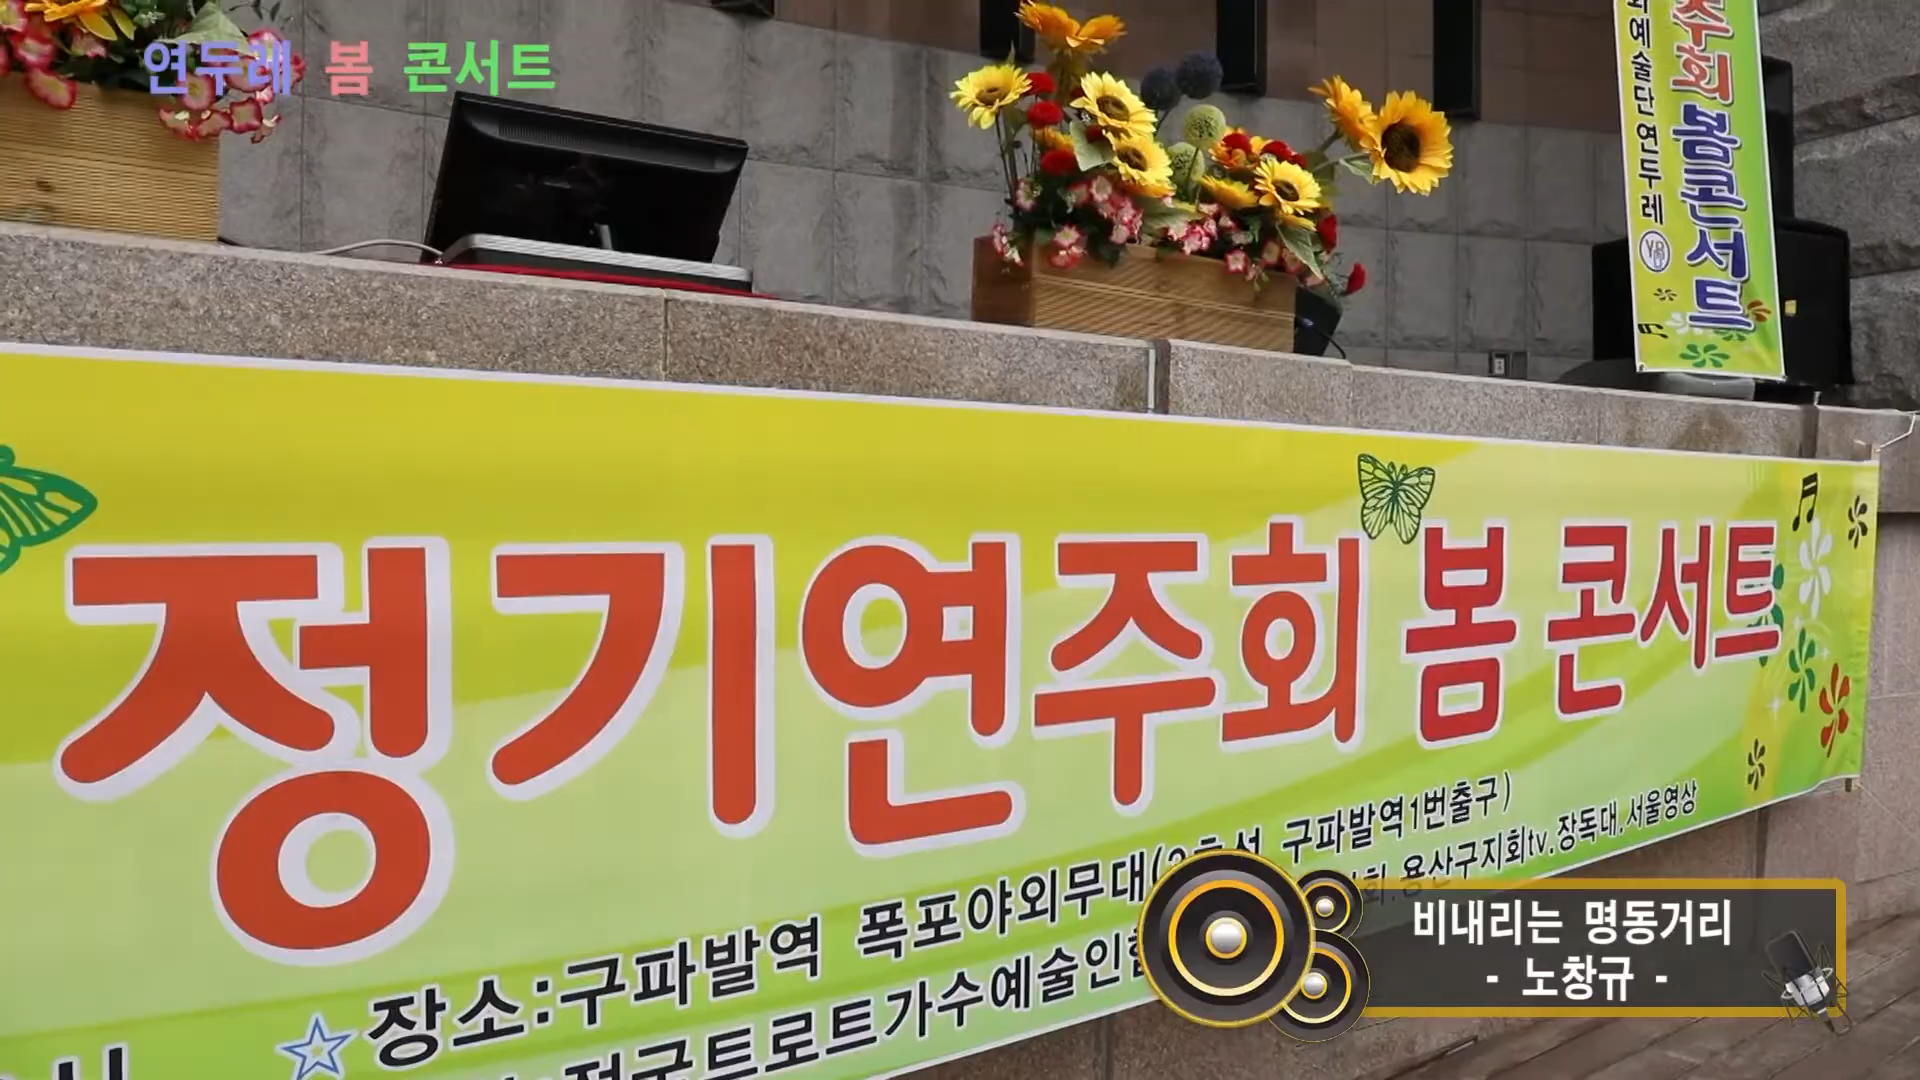 연두레 봄 콘서트
주회 봄콘서트
예술단 연두레
정기연주회 봄 콘서트
☆장소:구파발역 폭포야외무대( 구파발역1번출구)
전국트로트가수예술인 용산구지회tv.장독대.서울영상
비내리는 명동거리
- 노창규 -